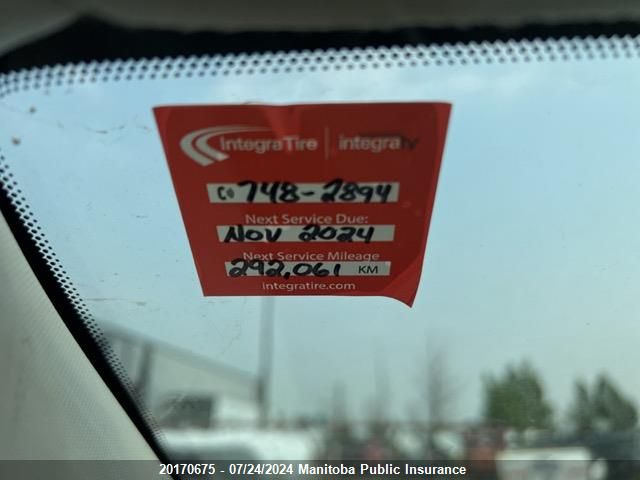 IntegraTire | integra tv
748-2894
Next Service Due:
Nov 2024
Next Service Mileage
292,061 KM
integratire.com
20170675 - 07/24/2024 Manitoba Public Insurance